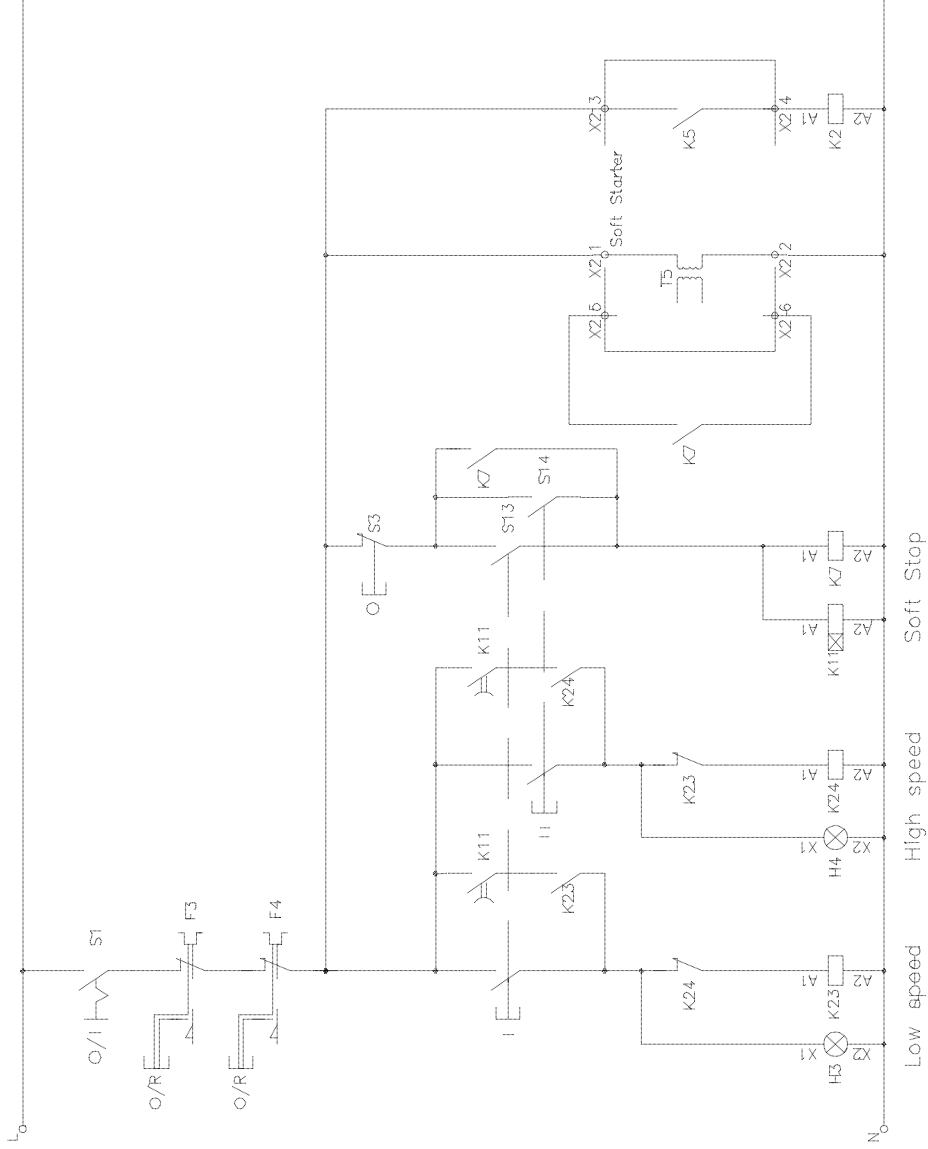 L
O/I S1
O/R F3
O/R F4
I
K11
K23
K24
X1
H3
X2
A1
K23
A2
Low speed
II
K11
K24
K23
X1
H4
X2
A1
K24
A2
High speed
O S3
S13
S14
K7
A1
K11
A2
A1
K7
A2
Soft Stop
K7
X2 5
X2 6
X2 1
T5
X2 2
Soft Starter
X2 3
K5
X2 4
A1
K2
A2
N